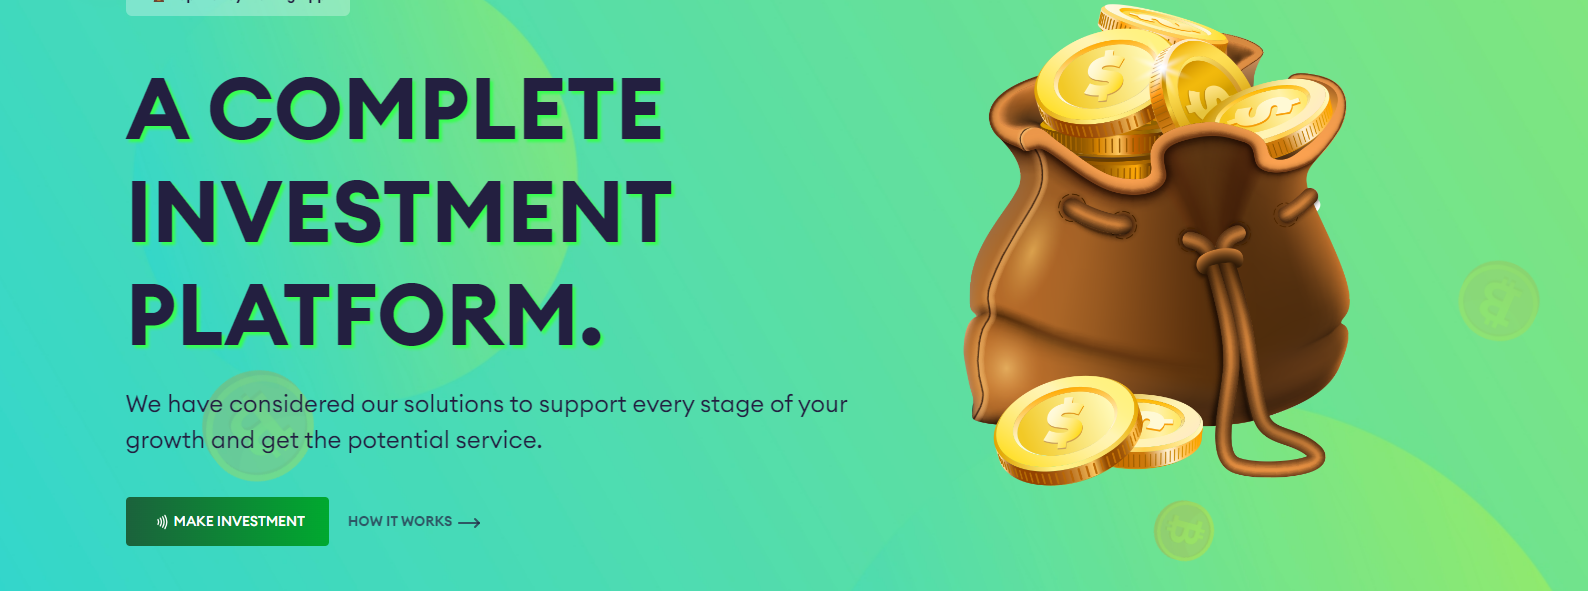 A COMPLETE
INVESTMENT
PLATFORM.
We have considered our solutions to support every stage of your
growth and get the potential service.
MAKE INVESTMENT
HOW IT WORKS